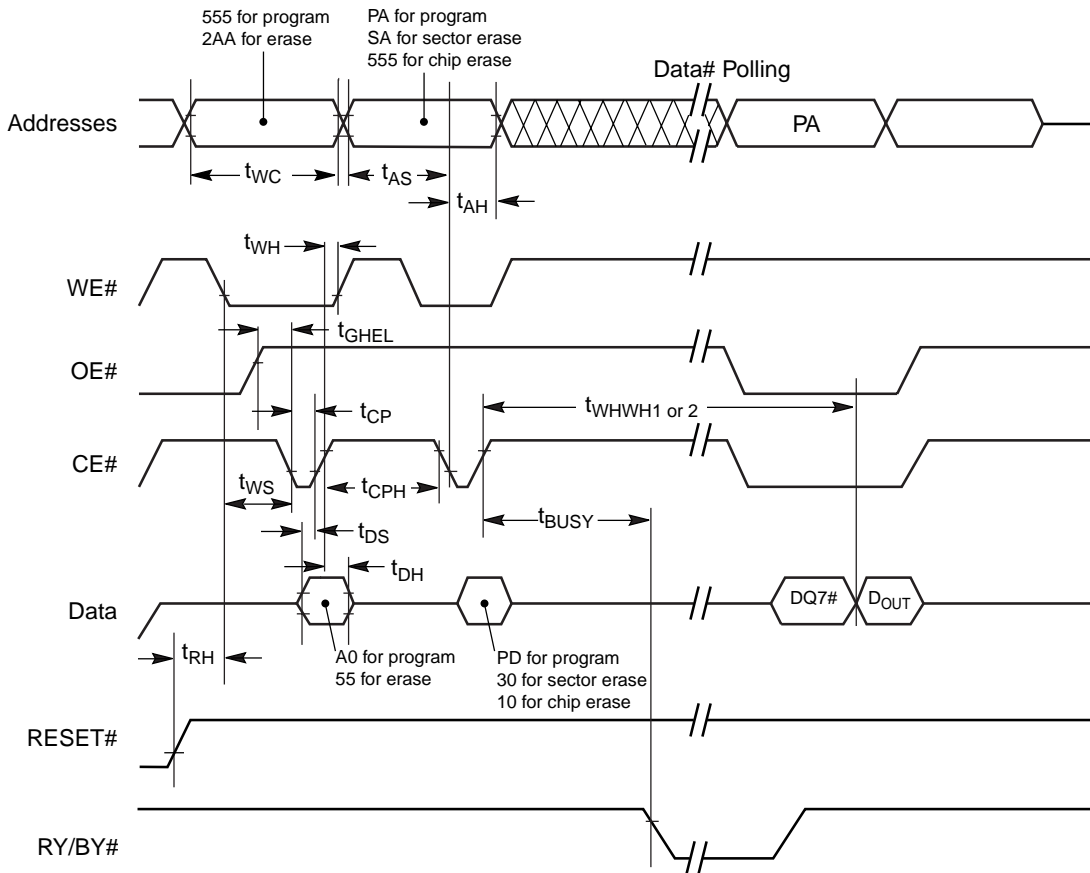 555 for program
2AA for erase
PA for program
SA for sector erase
555 for chip erase
Data# Polling
Addresses
PA
tWC
tAS
tAH
tWH
WE#
tGHEL
OE#
tWHWH1 or 2
tCP
CE#
tWS
tCPH
tBUSY
tDS
tDH
Data
DQ7#
DOUT
tRH
A0 for program
55 for erase
PD for program
30 for sector erase
10 for chip erase
RESET#
RY/BY#